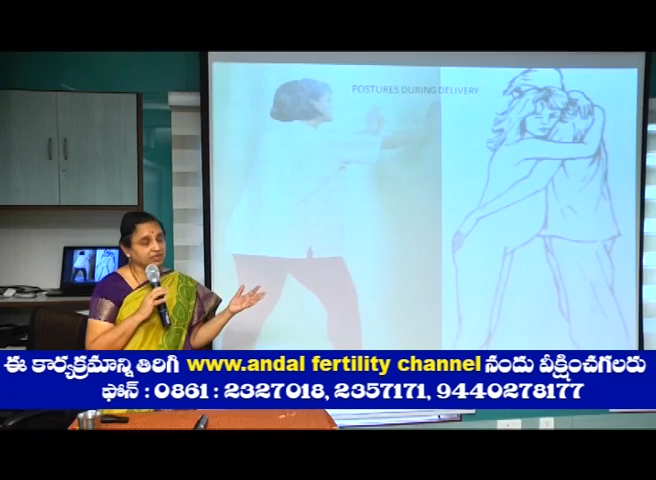 POSTURES DURING DELIVERY
ఈ కార్యక్రమాన్ని తిరిగి www.andal fertility channel నందు వీక్షించగలరు
ఫోన్ : 0861 : 2327018, 2357171, 9440278177